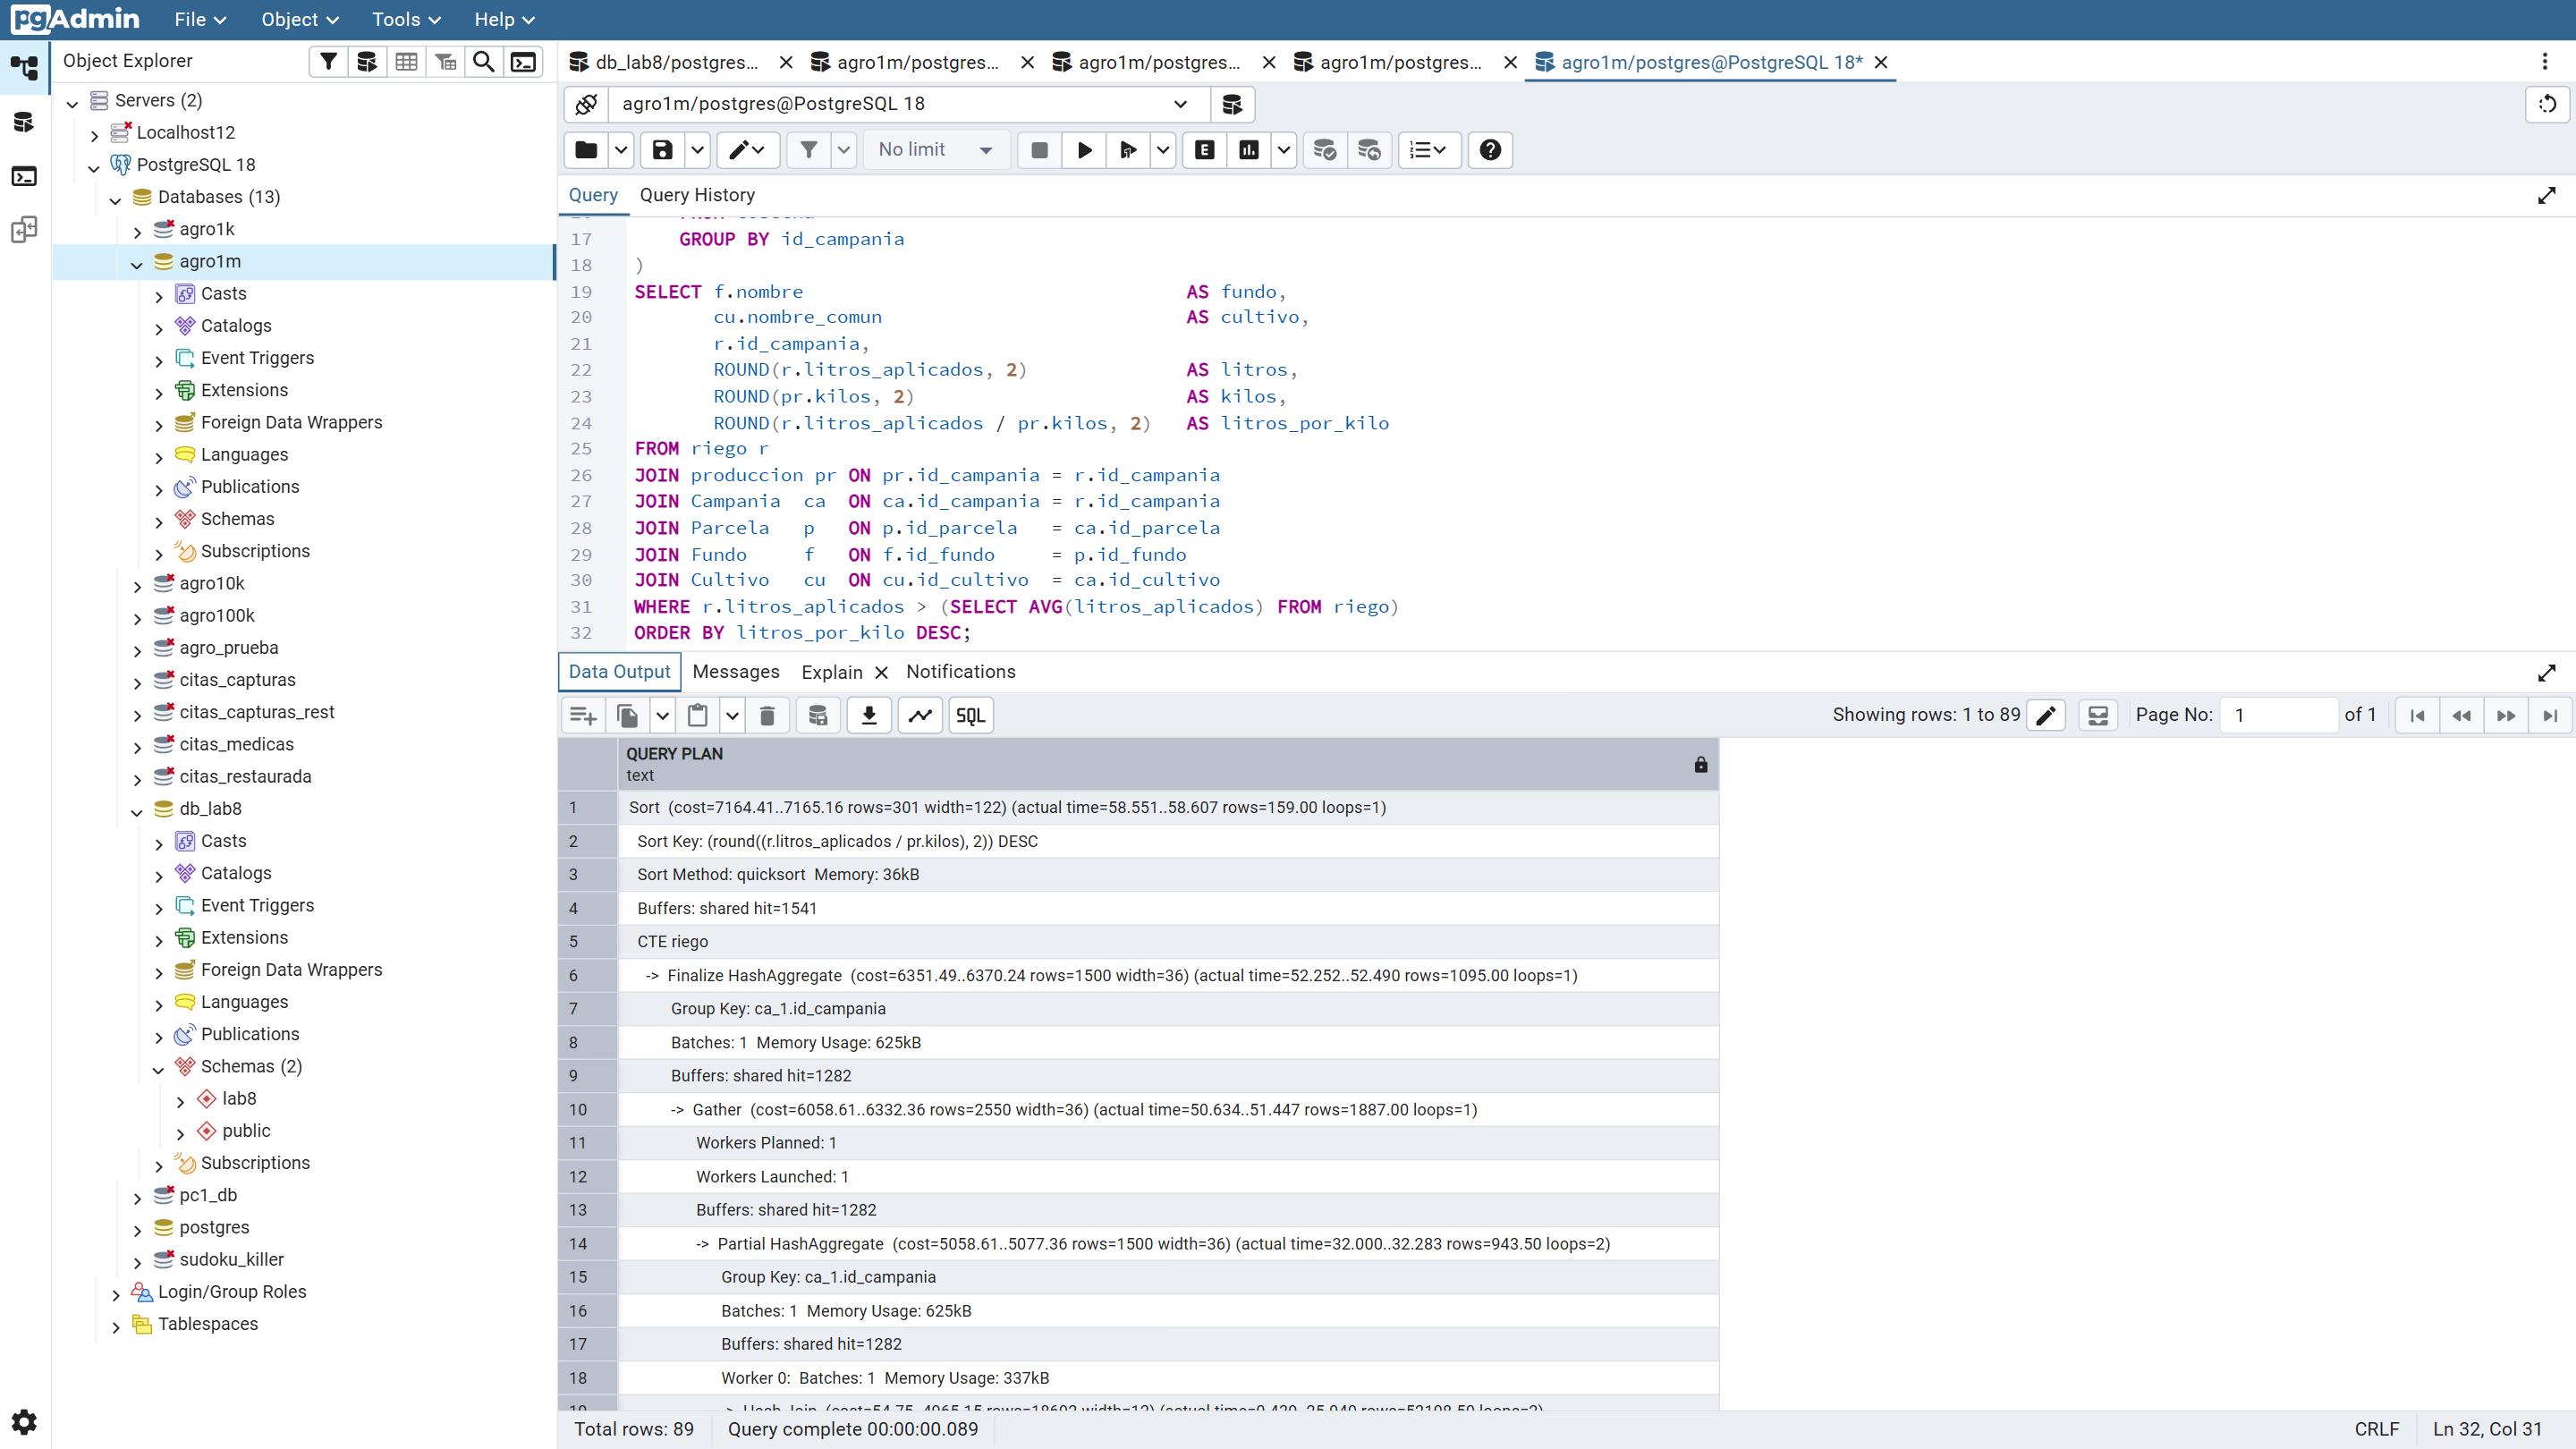 pgAdmin
File
Object
Tools
Help
Object Explorer
Servers (2)
Localhost12
PostgreSQL 18
Databases (13)
agro1k
agro1m
Casts
Catalogs
Event Triggers
Extensions
Foreign Data Wrappers
Languages
Publications
Schemas
Subscriptions
agro10k
agro100k
agro_prueba
citas_capturas
citas_capturas_rest
citas_medicas
citas_restaurada
db_lab8
Casts
Catalogs
Event Triggers
Extensions
Foreign Data Wrappers
Languages
Publications
Schemas (2)
lab8
public
Subscriptions
pc1_db
postgres
sudoku_killer
Login/Group Roles
Tablespaces
db_lab8/postgres...
agro1m/postgres...
agro1m/postgres...
agro1m/postgres...
agro1m/postgres@PostgreSQL 18*
agro1m/postgres@PostgreSQL 18
No limit
E
Query
Query History
17 GROUP BY id_campania
18 )
19 SELECT f.nombre AS fundo,
20 cu.nombre_comun AS cultivo,
21 r.id_campania,
22 ROUND(r.litros_aplicados, 2) AS litros,
23 ROUND(pr.kilos, 2) AS kilos,
24 ROUND(r.litros_aplicados / pr.kilos, 2) AS litros_por_kilo
25 FROM riego r
26 JOIN produccion pr ON pr.id_campania = r.id_campania
27 JOIN Campania ca ON ca.id_campania = r.id_campania
28 JOIN Parcela p ON p.id_parcela = ca.id_parcela
29 JOIN Fundo f ON f.id_fundo = p.id_fundo
30 JOIN Cultivo cu ON cu.id_cultivo = ca.id_cultivo
31 WHERE r.litros_aplicados > (SELECT AVG(litros_aplicados) FROM riego)
32 ORDER BY litros_por_kilo DESC;
Data Output
Messages
Explain
Notifications
SQL
Showing rows: 1 to 89
Page No: 1 of 1
QUERY PLAN
text
1 Sort (cost=7164.41..7165.16 rows=301 width=122) (actual time=58.551..58.607 rows=159.00 loops=1)
2 Sort Key: (round((r.litros_aplicados / pr.kilos), 2)) DESC
3 Sort Method: quicksort Memory: 36kB
4 Buffers: shared hit=1541
5 CTE riego
6 -> Finalize HashAggregate (cost=6351.49..6370.24 rows=1500 width=36) (actual time=52.252..52.490 rows=1095.00 loops=1)
7 Group Key: ca_1.id_campania
8 Batches: 1 Memory Usage: 625kB
9 Buffers: shared hit=1282
10 -> Gather (cost=6058.61..6332.36 rows=2550 width=36) (actual time=50.634..51.447 rows=1887.00 loops=1)
11 Workers Planned: 1
12 Workers Launched: 1
13 Buffers: shared hit=1282
14 -> Partial HashAggregate (cost=5058.61..5077.36 rows=1500 width=36) (actual time=32.000..32.283 rows=943.50 loops=2)
15 Group Key: ca_1.id_campania
16 Batches: 1 Memory Usage: 625kB
17 Buffers: shared hit=1282
18 Worker 0: Batches: 1 Memory Usage: 337kB
Total rows: 89
Query complete 00:00:00.089
CRLF
Ln 32, Col 31